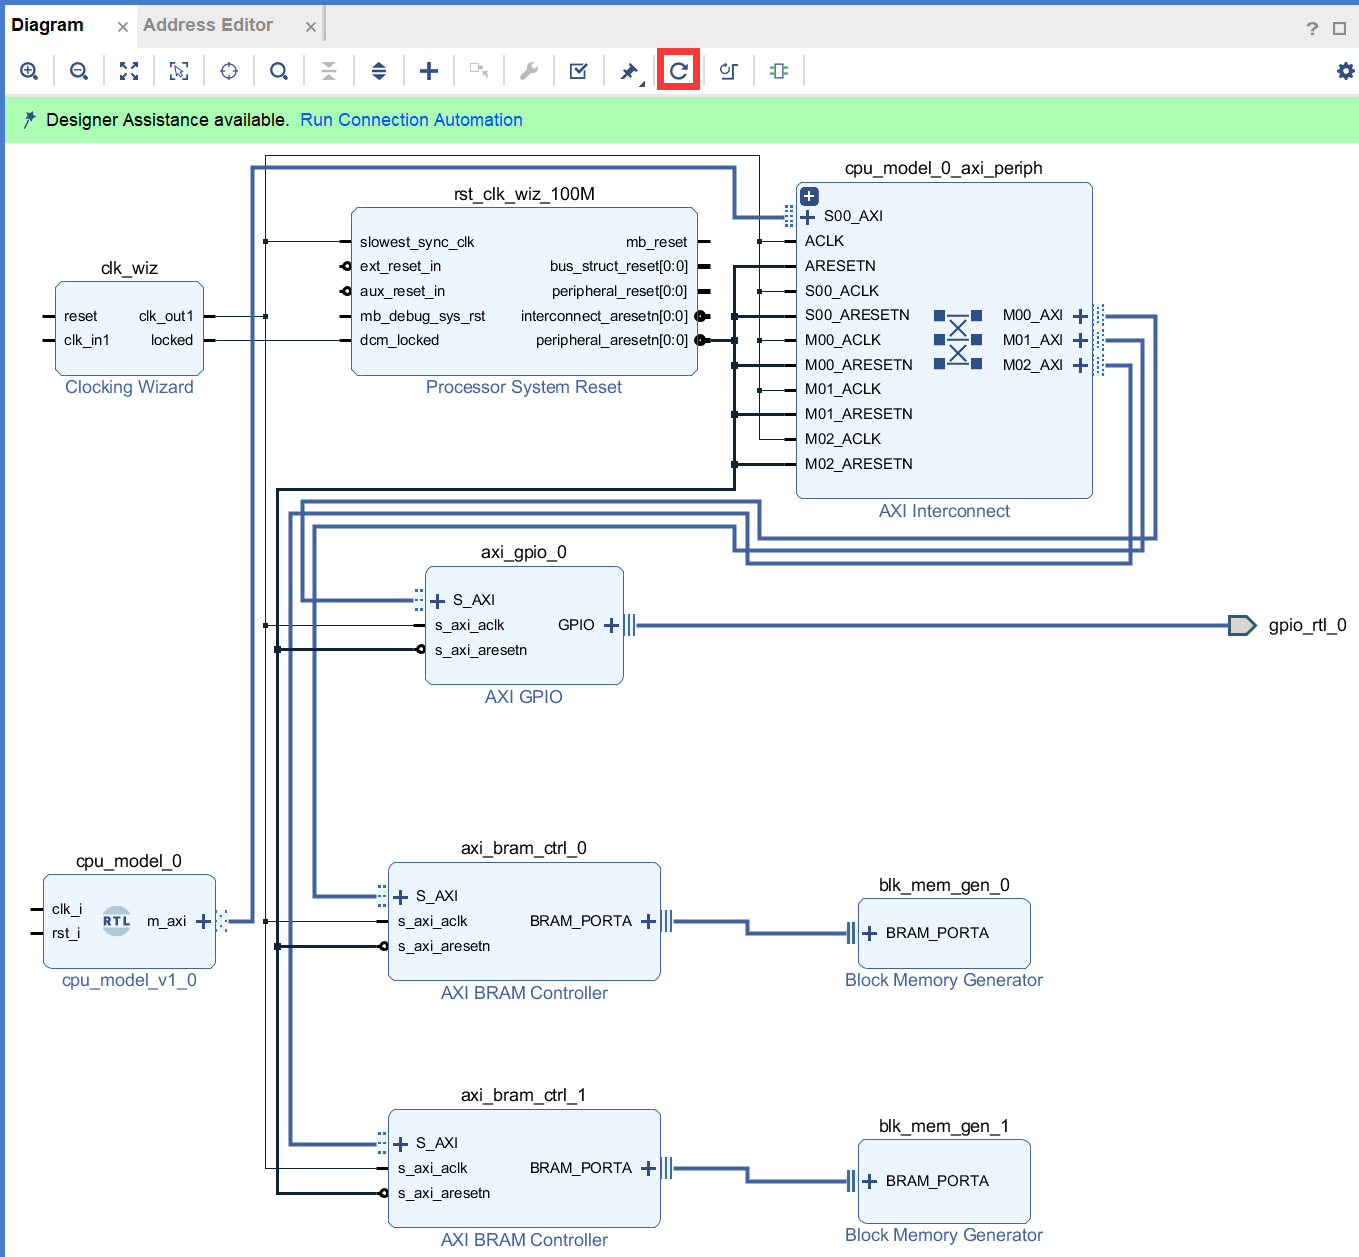 Diagram
Address Editor
Designer Assistance available. Run Connection Automation
cpu_model_0_axi_periph
rst_clk_wiz_100M
S00_AXI
slowest_sync_clk
mb_reset
ACLK
clk_wiz
ext_reset_in
bus_struct_reset[0:0]
ARESETN
aux_reset_in
peripheral_reset[0:0]
S00_ACLK
reset
clk_out1
mb_debug_sys_rst
interconnect_aresetn[0:0]
S00_ARESETN
M00_AXI
clk_in1
locked
dcm_locked
peripheral_aresetn[0:0]
M00_ACLK
M01_AXI
M00_ARESETN
M02_AXI
Clocking Wizard
Processor System Reset
M01_ACLK
M01_ARESETN
M02_ACLK
M02_ARESETN
AXI Interconnect
axi_gpio_0
S_AXI
s_axi_aclk
GPIO
gpio_rtl_0
s_axi_aresetn
AXI GPIO
axi_bram_ctrl_0
cpu_model_0
blk_mem_gen_0
S_AXI
clk_i
RTL
m_axi
s_axi_aclk
BRAM_PORTA
rst_i
BRAM_PORTA
s_axi_aresetn
cpu_model_v1_0
Block Memory Generator
AXI BRAM Controller
axi_bram_ctrl_1
blk_mem_gen_1
S_AXI
s_axi_aclk
BRAM_PORTA
BRAM_PORTA
s_axi_aresetn
Block Memory Generator
AXI BRAM Controller